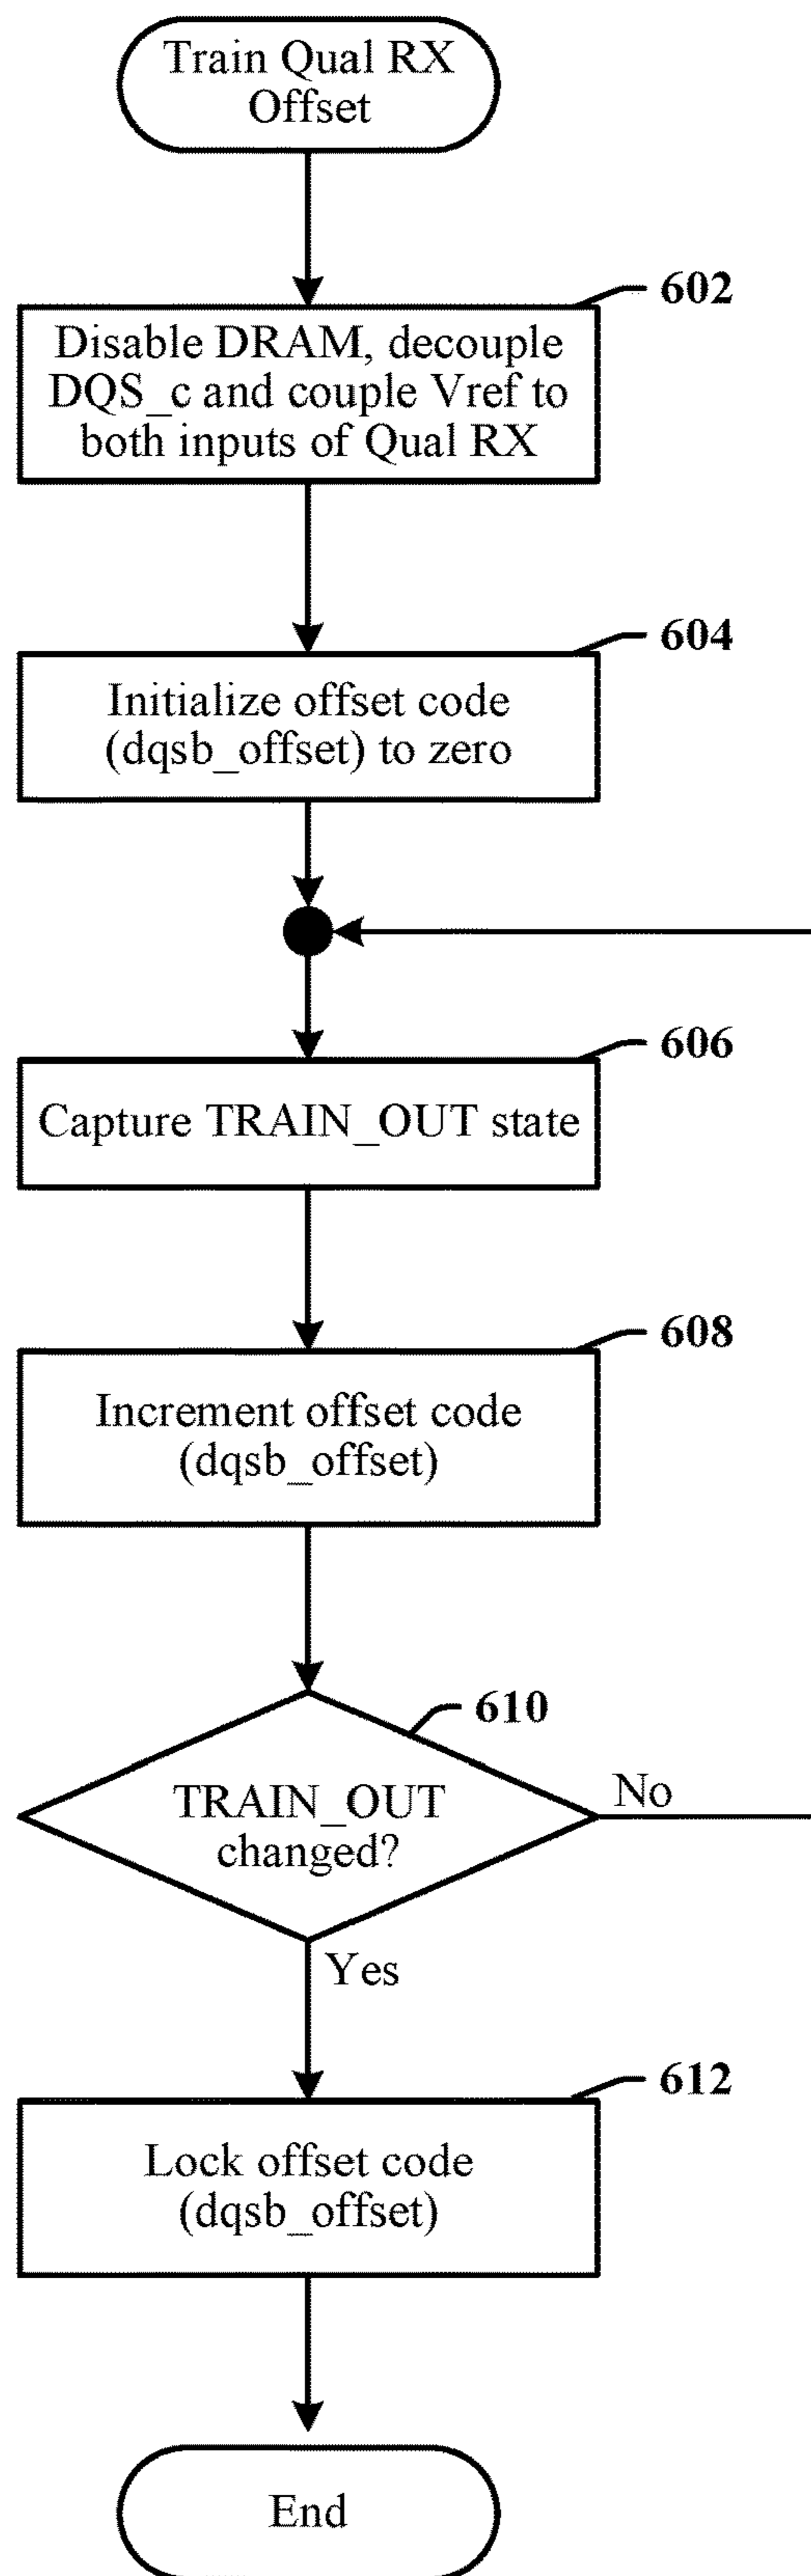 Train Qual RX
Offset
602
Disable DRAM, decouple
DQS_c and couple Vref to
both inputs of Qual RX
604
Initialize offset code
(dqsb_offset) to zero
606
Capture TRAIN_OUT state
608
Increment offset code
(dqsb_offset)
610
TRAIN_OUT
changed?
No
Yes
612
Lock offset code
(dqsb_offset)
End